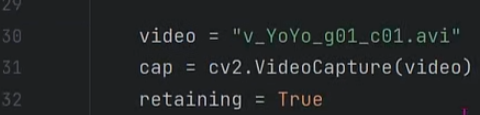 29
30 video = "v_YoYo_g01_c01.avi"
31 cap = cv2.VideoCapture(video)
32 retaining = True